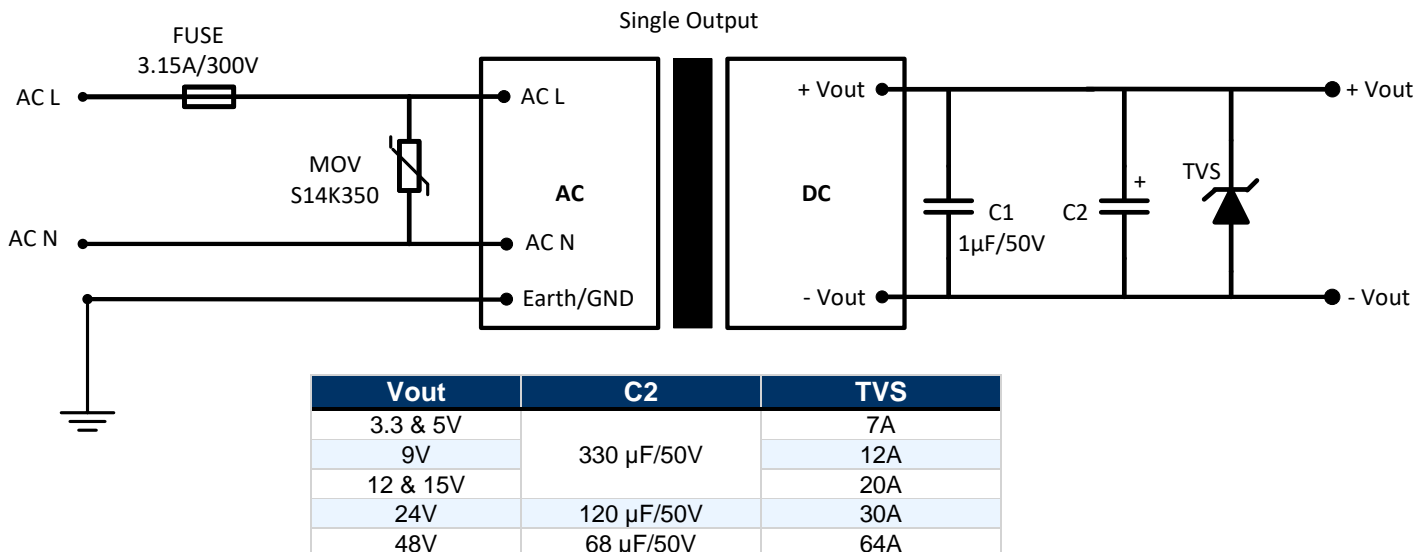 Single Output
FUSE
3.15A/300V
AC L
AC L
+ Vout
+ Vout
MOV
S14K350
AC
DC
TVS
+
C1
1µF/50V
C2
AC N
AC N
Earth/GND
- Vout
- Vout
Vout C2 TVS
3.3 & 5V 7A
9V 330 µF/50V 12A
12 & 15V 20A
24V 120 µF/50V 30A
48V 68 µF/50V 64A